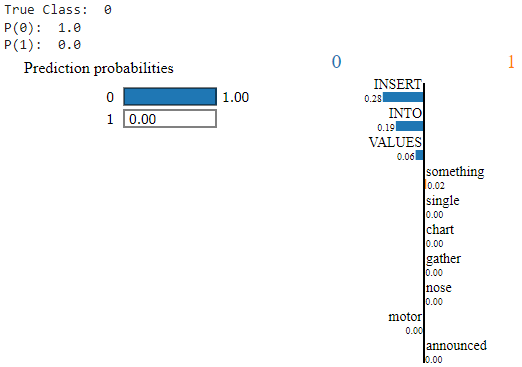 True Class: 0
P(0): 1.0
P(1): 0.0
Prediction probabilities
0 1.00
1 0.00
0 1
INSERT
0.28
INTO
0.19
VALUES
0.06
something
0.02
single
0.00
chart
0.00
gather
0.00
nose
0.00
motor
0.00
announced
0.00